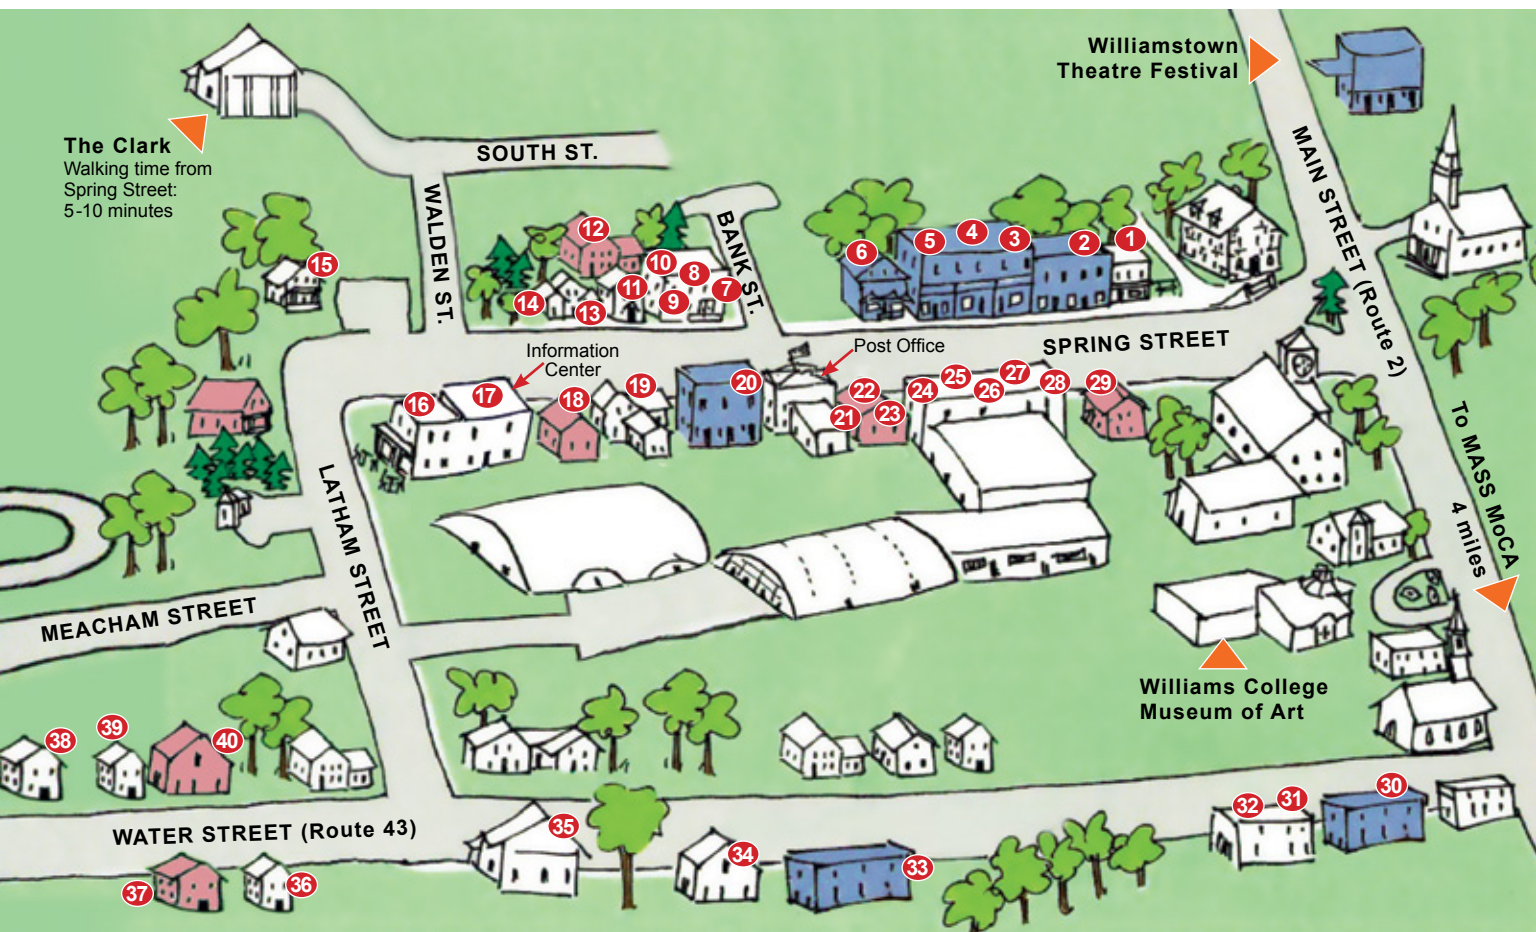 Williamstown
Theatre Festival
The Clark
Walking time from
Spring Street:
5-10 minutes
SOUTH ST.
WALDEN ST.
BANK ST.
MAIN STREET (Route 2)
12
15
14
13
11
10
9
8
7
6
5
4
3
2
1
SPRING STREET
Information
Center
Post Office
16
17
18
19
20
21
22
23
24
25
26
27
28
29
To MASS MoCA
4 miles
LATHAM STREET
MEACHAM STREET
Williams College
Museum of Art
38
39
40
WATER STREET (Route 43)
37
36
35
34
33
32
31
30